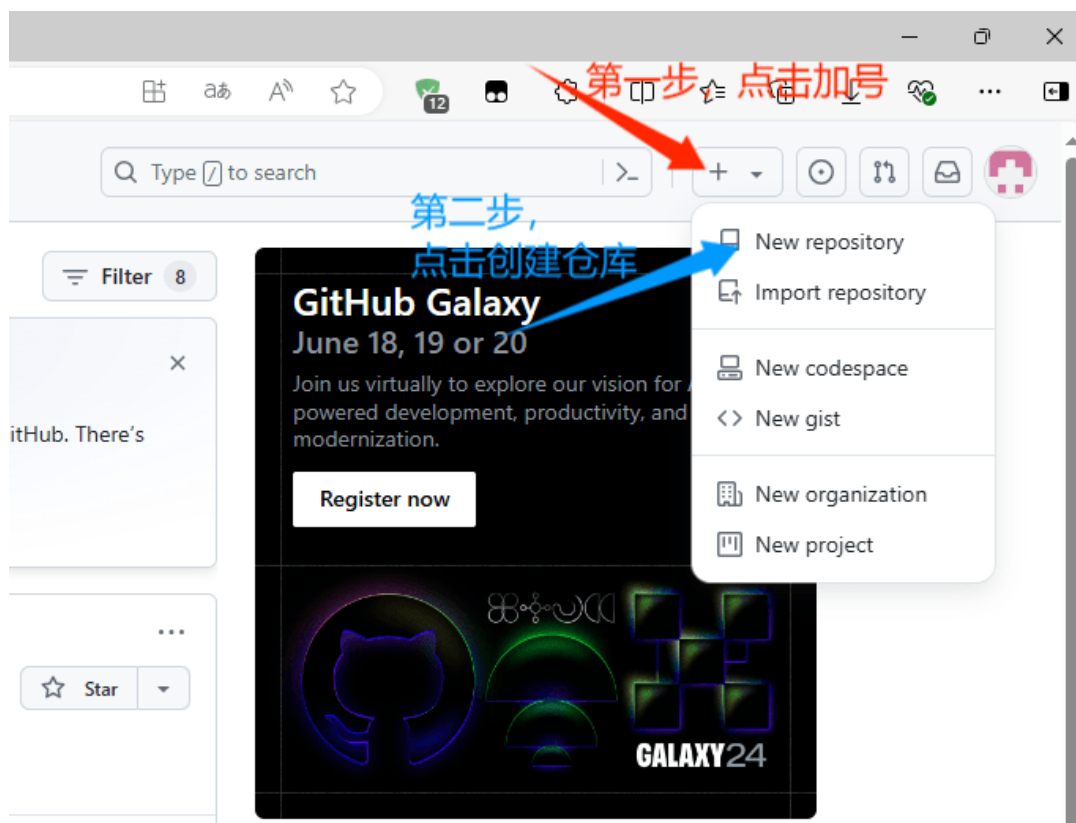 12
第一步，点击加号
Type / to search
第二步，
点击创建仓库
Filter 8
New repository
Import repository
New codespace
New gist
New organization
New project
GitHub Galaxy
June 18, 19 or 20
Join us virtually to explore our vision for
powered development, productivity, and
modernization.
Register now
itHub. There's
Star
GALAXY24